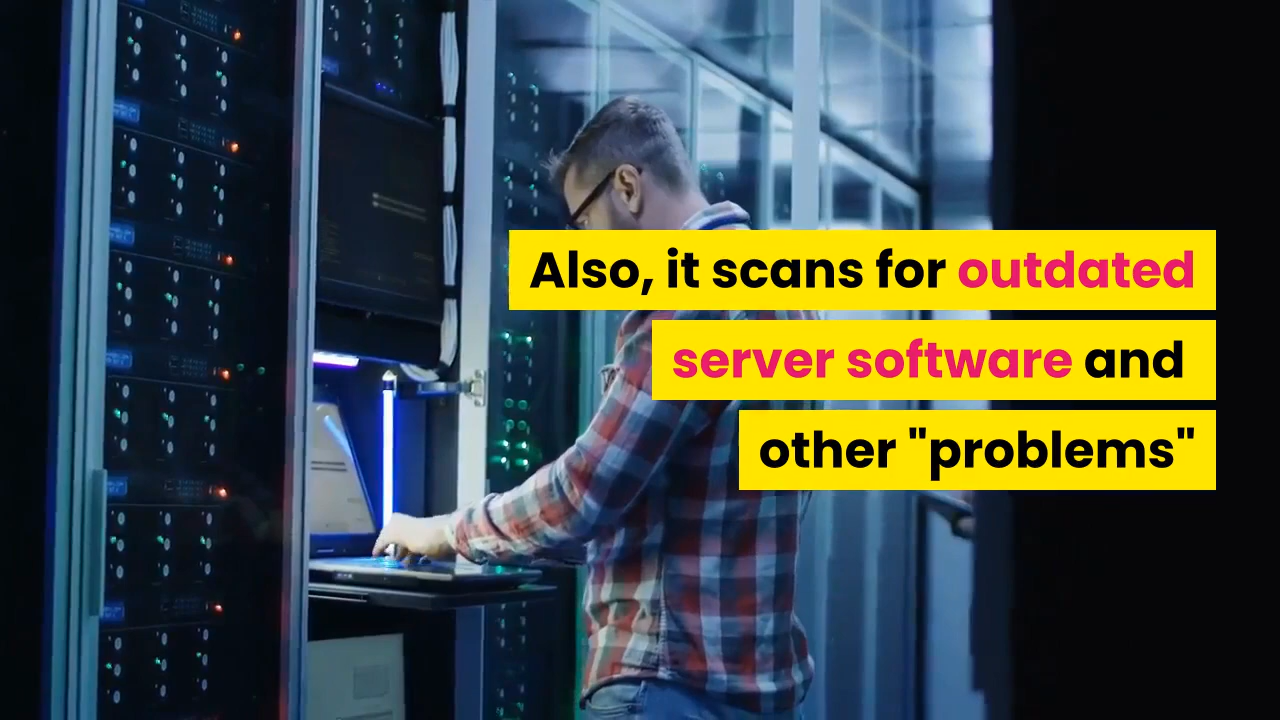 Also, it scans for outdated
server software and
other "problems"